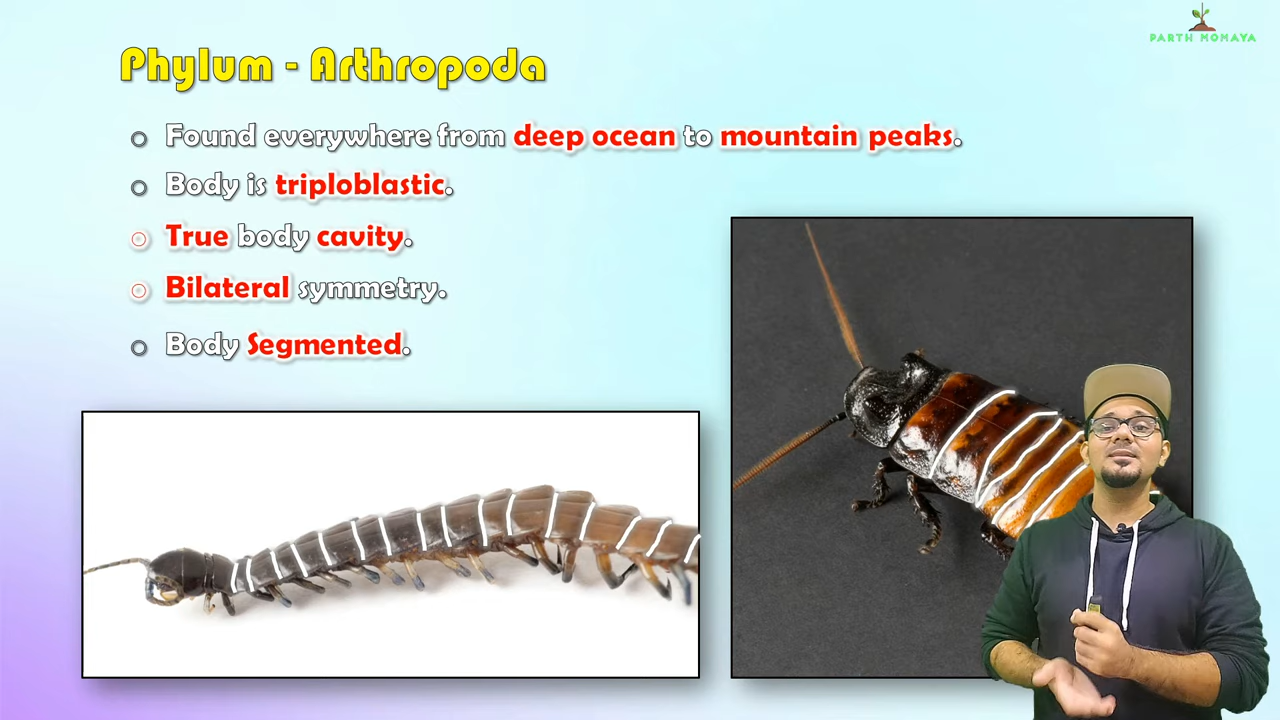 PARTH MOMAYA
Phylum - Arthropoda
Found everywhere from deep ocean to mountain peaks.
Body is triploblastic.
True body cavity.
Bilateral symmetry.
Body Segmented.